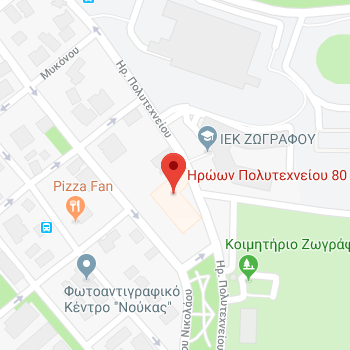 Μυκόνου
Ηρ. Πολυτεχνείου
ΙΕΚ ΖΩΓΡΑΦΟΥ
Ηρώων Πολυτεχνείου 80
Pizza Fan
Κοιμητήριο Ζωγράφ
Φωτοαντιγραφικό
Κέντρο "Νούκας"
Ηρ. Πολυτεχνείου
Νικολάου